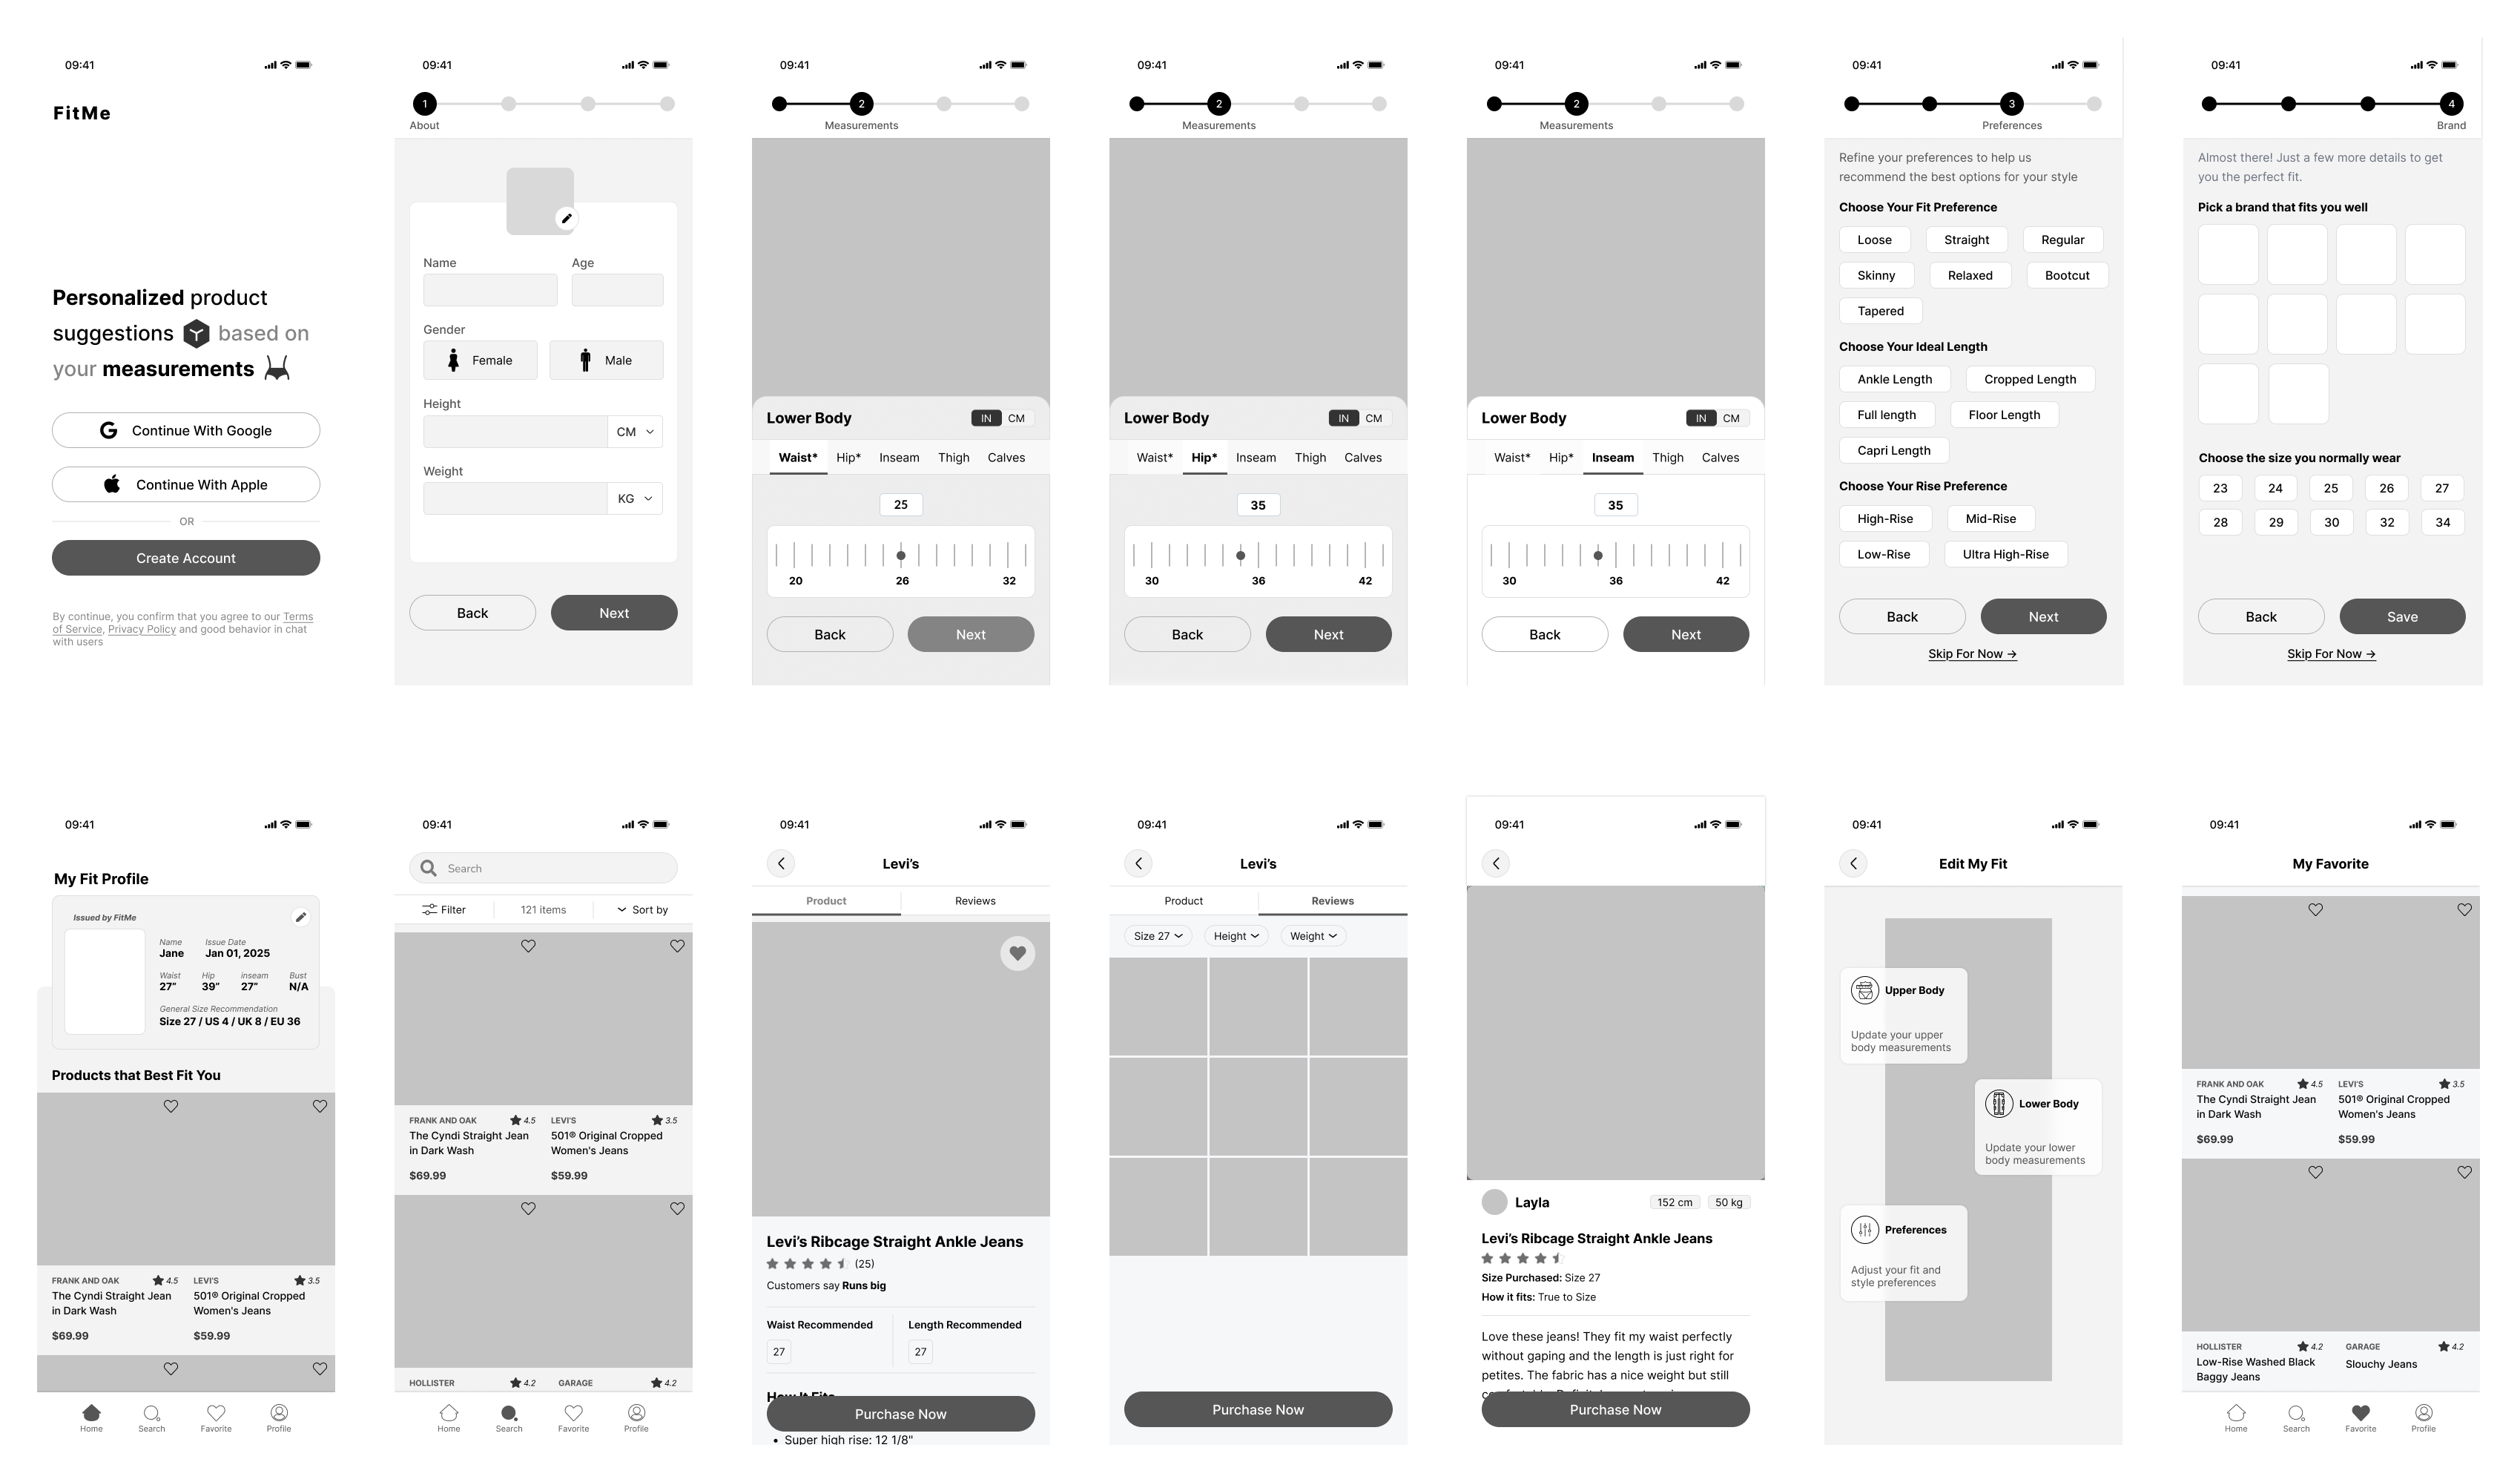 09:41
FitMe
Personalized product
suggestions based on
your measurements
Continue With Google
Continue With Apple
OR
Create Account
By continue, you confirm that you agree to our Terms
of Service, Privacy Policy and good behavior in chat
with users
09:41
1
About
Name Age
Gender
Female Male
Height
CM
Weight
KG
Back Next
09:41
2
Measurements
Lower Body IN CM
Waist* Hip* Inseam Thigh Calves
25
20 26 32
Back Next
09:41
2
Measurements
Lower Body IN CM
Waist* Hip* Inseam Thigh Calves
35
30 36 42
Back Next
09:41
2
Measurements
Lower Body IN CM
Waist* Hip* Inseam Thigh Calves
35
30 36 42
Back Next
09:41
3
Preferences
Refine your preferences to help us
recommend the best options for your style
Choose Your Fit Preference
Loose Straight Regular
Skinny Relaxed Bootcut
Tapered
Choose Your Ideal Length
Ankle Length Cropped Length
Full length Floor Length
Capri Length
Choose Your Rise Preference
High-Rise Mid-Rise
Low-Rise Ultra High-Rise
Back Next
Skip For Now →
09:41
4
Brand
Almost there! Just a few more details to get
you the perfect fit.
Pick a brand that fits you well
Choose the size you normally wear
23 24 25 26 27
28 29 30 32 34
Back Save
Skip For Now →
09:41
My Fit Profile
Issued by FitMe
Name Issue Date
Jane Jan 01, 2025
Waist Hip inseam Bust
27” 39” 27” N/A
General Size Recommendation
Size 27 / US 4 / UK 8 / EU 36
Products that Best Fit You
FRANK AND OAK 4.5 LEVI'S 3.5
The Cyndi Straight Jean 501® Original Cropped
in Dark Wash Women's Jeans
$69.99 $59.99
Home Search Favorite Profile
09:41
Search
Filter 121 items Sort by
FRANK AND OAK 4.5 LEVI'S 3.5
The Cyndi Straight Jean 501® Original Cropped
in Dark Wash Women's Jeans
$69.99 $59.99
HOLLISTER 4.2 GARAGE 4.2
Home Search Favorite Profile
09:41
Levi’s
Product Reviews
Levi’s Ribcage Straight Ankle Jeans
(25)
Customers say Runs big
Waist Recommended Length Recommended
27 27
How It Fits
Purchase Now
• Super high rise: 12 1/8"
09:41
Levi’s
Product Reviews
Size 27 Height Weight
Purchase Now
09:41
Layla 152 cm 50 kg
Levi’s Ribcage Straight Ankle Jeans
Size Purchased: Size 27
How it fits: True to Size
Love these jeans! They fit my waist perfectly
without gaping and the length is just right for
petites. The fabric has a nice weight but still
Purchase Now
09:41
Edit My Fit
Upper Body
Update your upper
body measurements
Lower Body
Update your lower
body measurements
Preferences
Adjust your fit and
style preferences
09:41
My Favorite
FRANK AND OAK 4.5 LEVI'S 3.5
The Cyndi Straight Jean 501® Original Cropped
in Dark Wash Women's Jeans
$69.99 $59.99
HOLLISTER 4.2 GARAGE 4.2
Low-Rise Washed Black Slouchy Jeans
Baggy Jeans
Home Search Favorite Profile